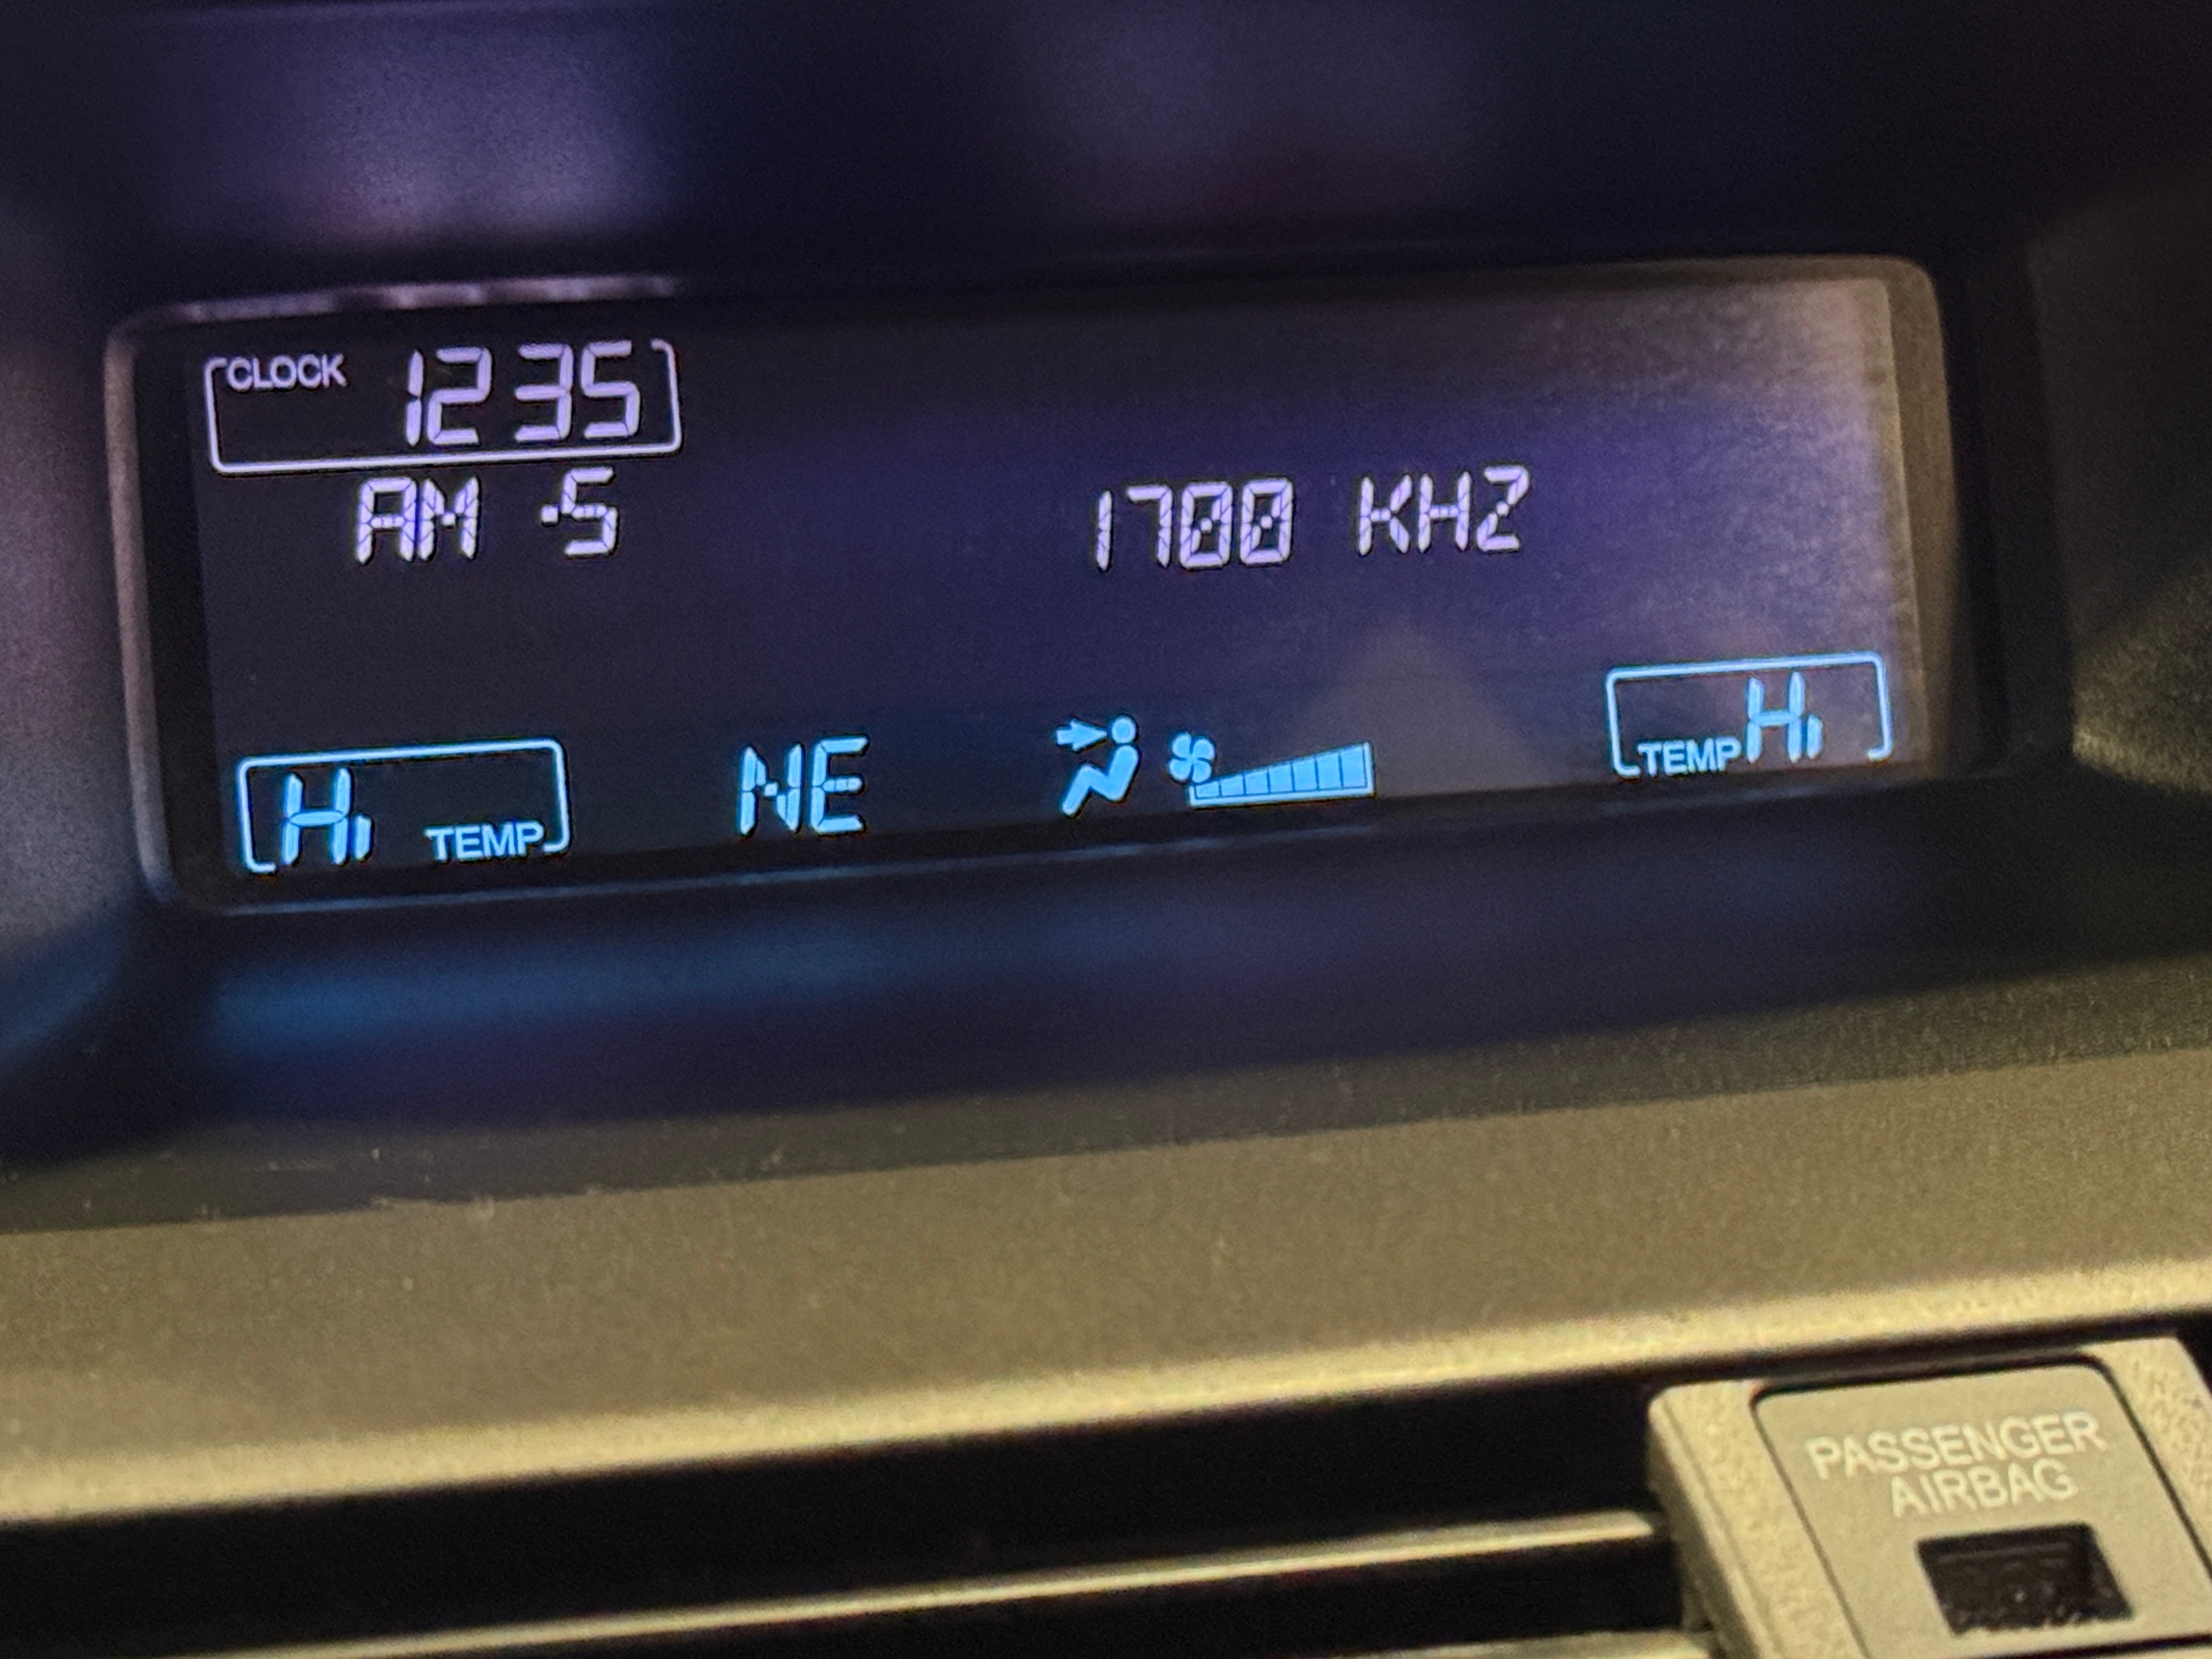 CLOCK 1235
AM ·5 1700 KHZ
Hi TEMP NE TEMP Hi
PASSENGER
AIRBAG